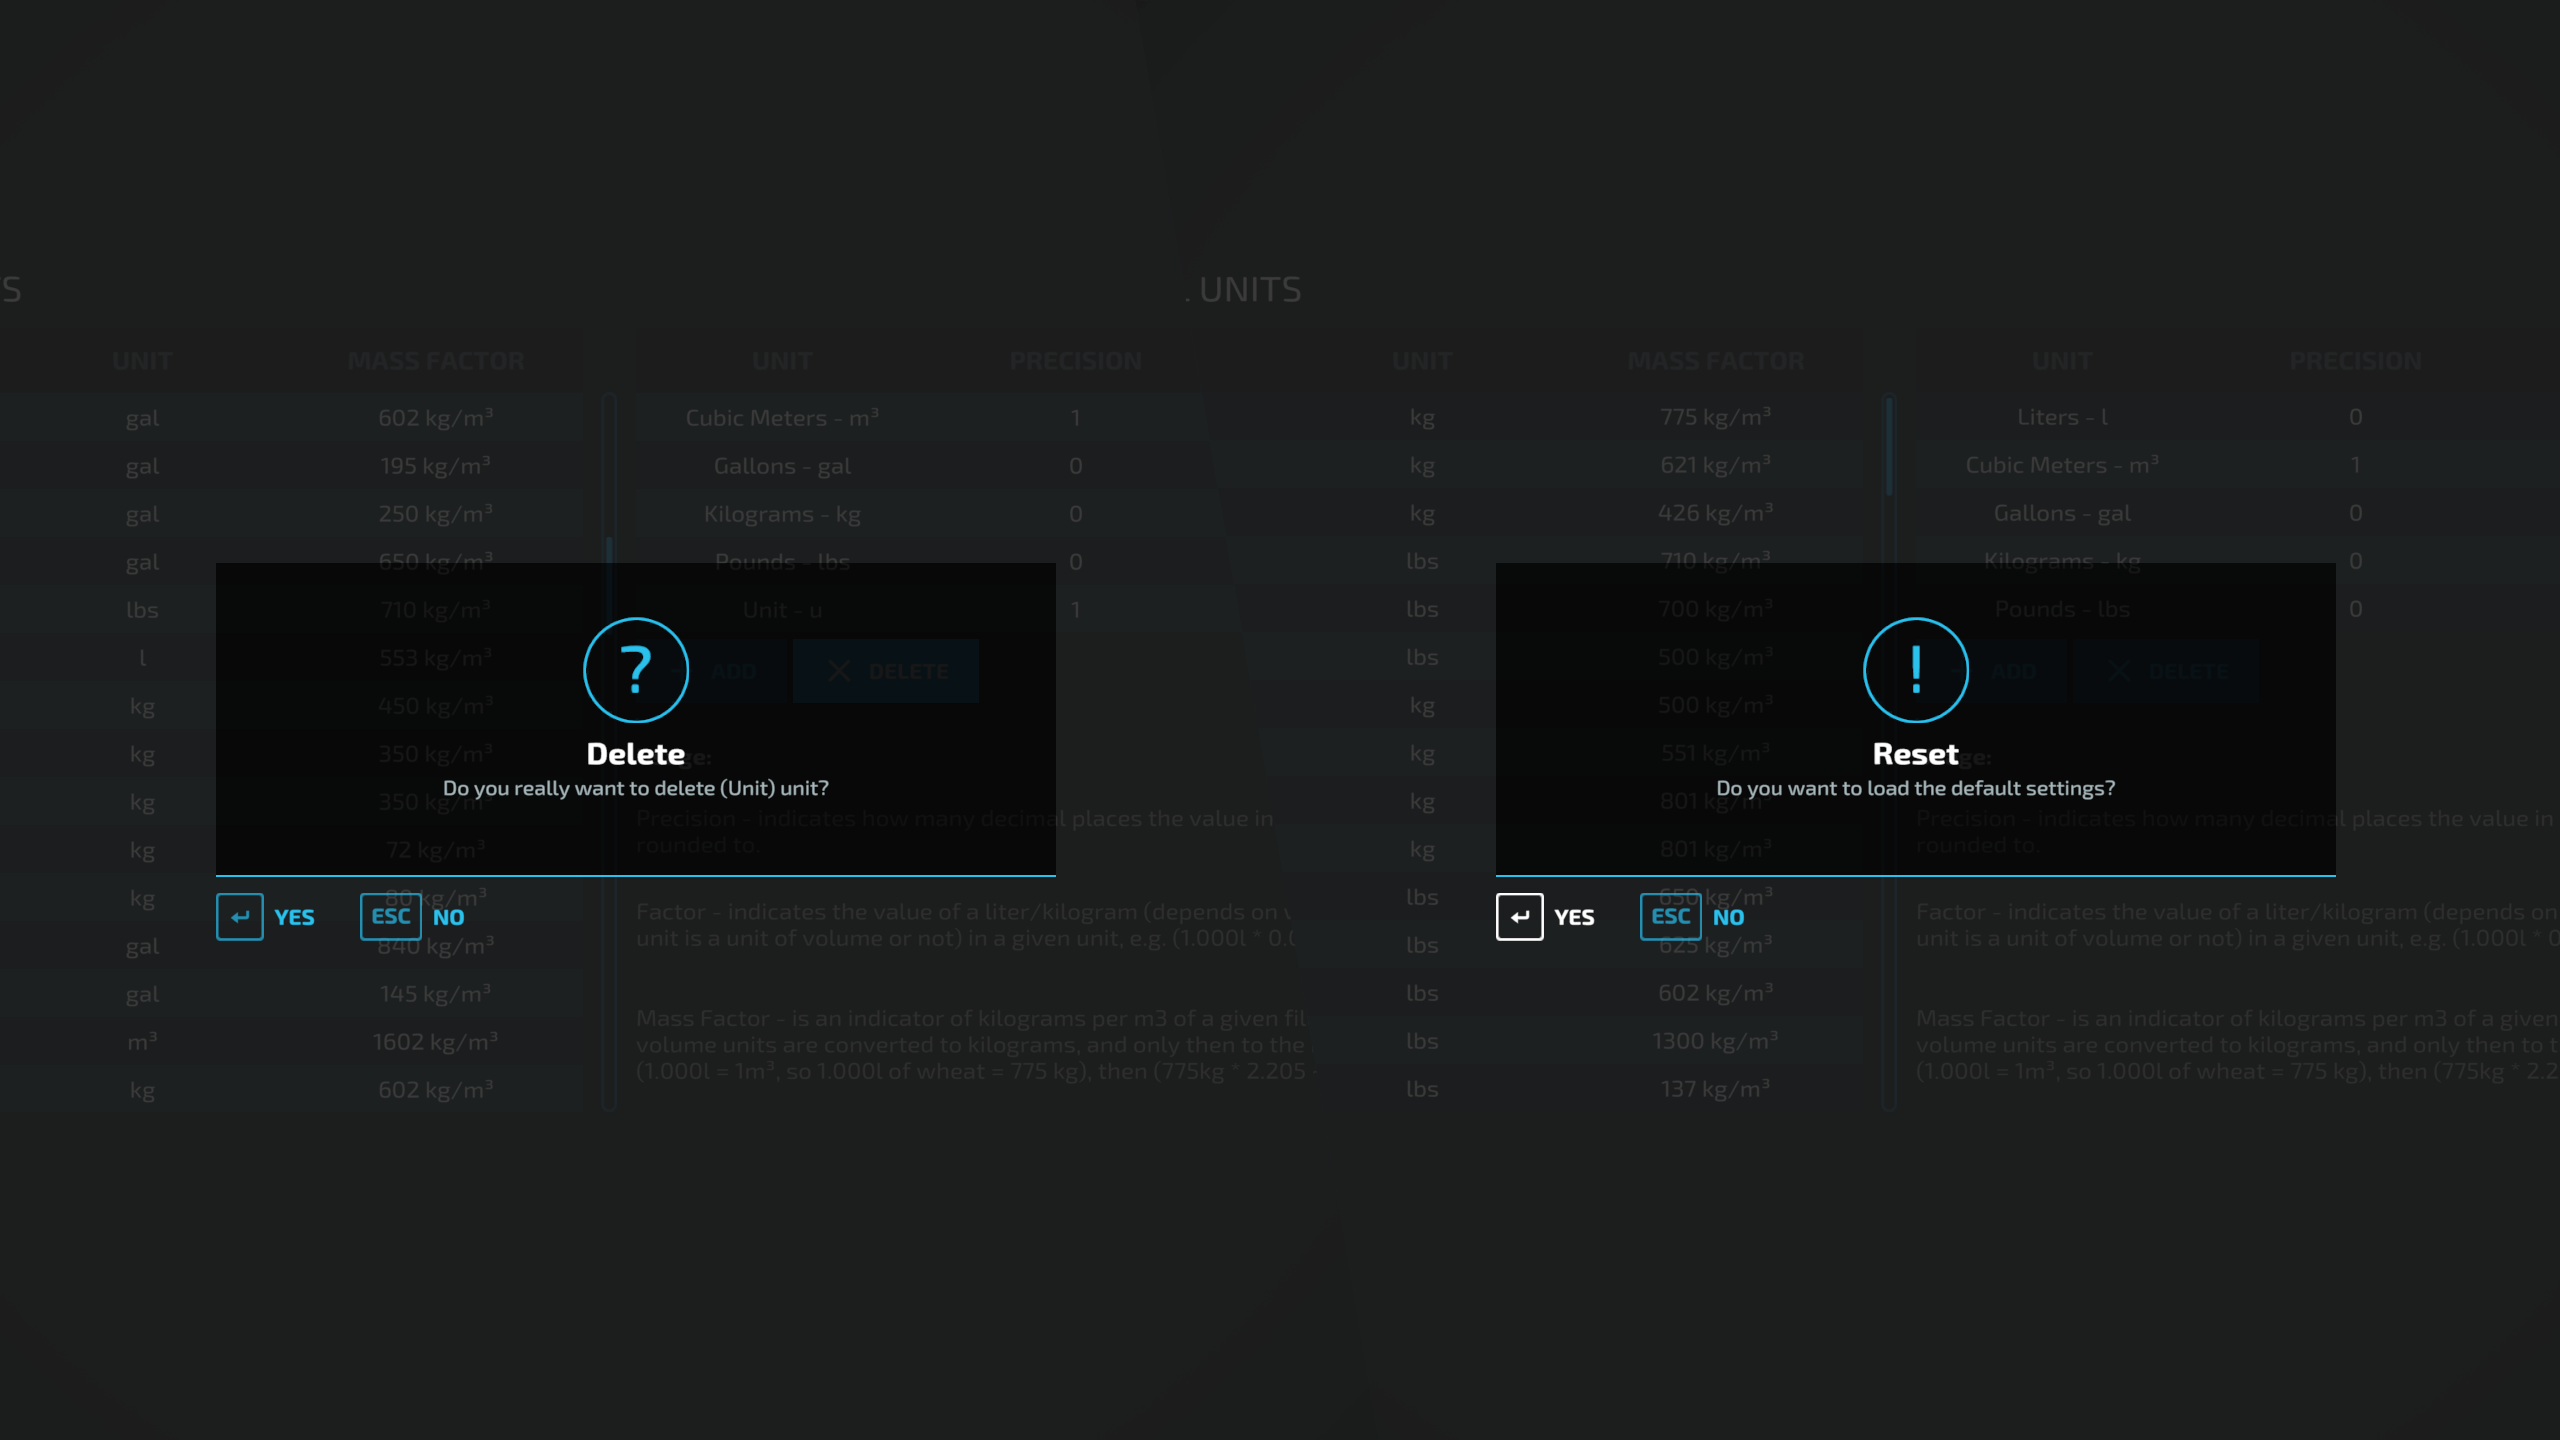 S
UNIT MASS FACTOR UNIT PRECISION
gal 602 kg/m³ Cubic Meters - m³ 1
gal 195 kg/m³ Gallons - gal 0
gal 250 kg/m³ Kilograms - kg 0
gal 650 kg/m³ Pounds - lbs 0
lbs 710 kg/m³ Unit - u 1
l 553 kg/m³
ADD DELETE
kg 450 kg/m³
kg 350 kg/m³
kg 350 kg/m³
kg 72 kg/m³
kg 80 kg/m³
gal 840 kg/m³
gal 145 kg/m³
m³ 1602 kg/m³
kg 602 kg/m³
?
Delete
ge:
Do you really want to delete (Unit) unit?
Precision - indicates how many decimal places the value in
rounded to.
YES ESC NO
Factor - indicates the value of a liter/kilogram (depends on
unit is a unit of volume or not) in a given unit, e.g. (1.000l *
Mass Factor - is an indicator of kilograms per m3 of a given fil
volume units are converted to kilograms, and only then to the
(1.000l = 1m³, so 1.000l of wheat = 775 kg), then (775kg * 2.205
. UNITS
UNIT MASS FACTOR UNIT PRECISION
kg 775 kg/m³ Liters - l 0
kg 621 kg/m³ Cubic Meters - m³ 1
kg 426 kg/m³ Gallons - gal 0
lbs 710 kg/m³ Kilograms - kg 0
lbs 700 kg/m³ Pounds - lbs 0
lbs 500 kg/m³
ADD DELETE
kg 500 kg/m³
kg 551 kg/m³
kg 801 kg/m³
kg 801 kg/m³
lbs 650 kg/m³
lbs 625 kg/m³
lbs 602 kg/m³
lbs 1300 kg/m³
lbs 137 kg/m³
!
Reset
ge:
Do you want to load the default settings?
Precision - indicates how many decimal places the value in
rounded to.
YES ESC NO
Factor - indicates the value of a liter/kilogram (depends on
unit is a unit of volume or not) in a given unit, e.g. (1.000l *
Mass Factor - is an indicator of kilograms per m3 of a given
volume units are converted to kilograms, and only then to
(1.000l = 1m³, so 1.000l of wheat = 775 kg), then (775kg * 2.2